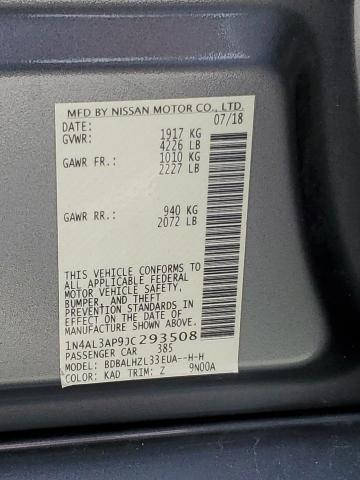 MFD BY NISSAN MOTOR CO., LTD.
DATE: 07/18
GVWR: 1917 KG
4226 LB
GAWR FR.: 1010 KG
2227 LB
GAWR RR.: 940 KG
2072 LB
THIS VEHICLE CONFORMS TO
ALL APPLICABLE FEDERAL
MOTOR VEHICLE SAFETY,
BUMPER, AND THEFT
PREVENTION STANDARDS
IN EFFECT ON THE DATE OF
MANUFACTURE SHOWN ABOVE.
1N4AL3AP9JC293508
PASSENGER CAR 385
MODEL: BDBALHZL33EUA--H-H
COLOR: KAD TRIM: Z 9N00A